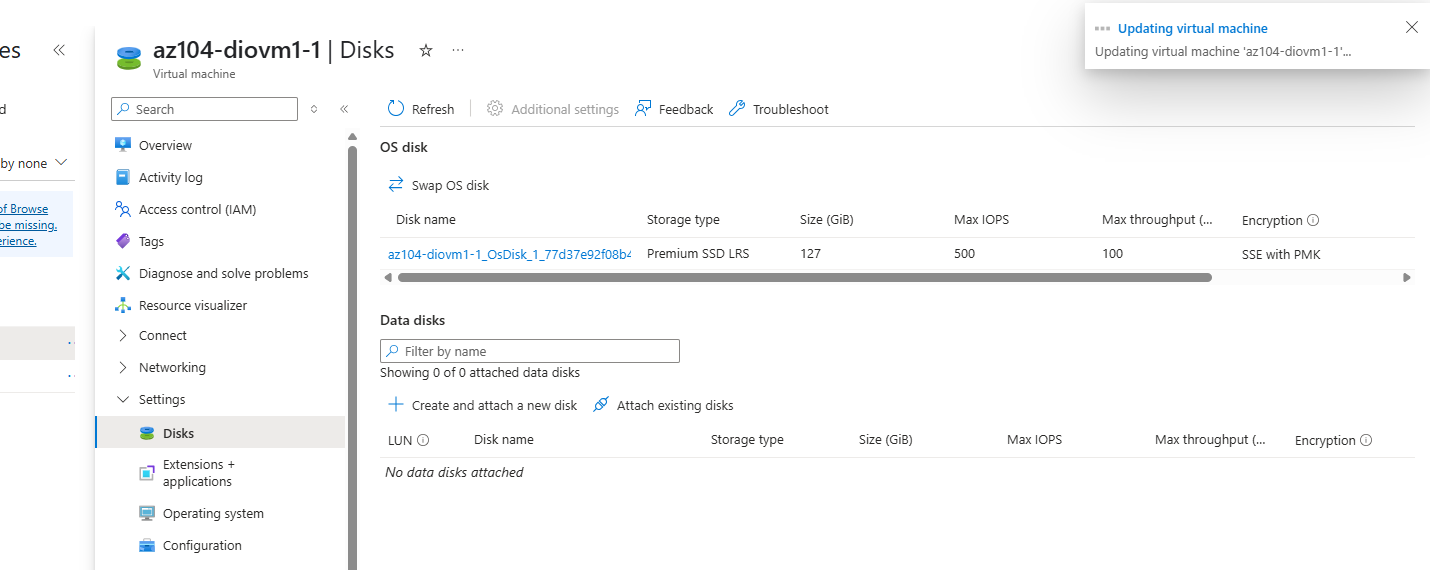 es
az104-diovm1-1 | Disks
Virtual machine
Updating virtual machine
Updating virtual machine 'az104-diovm1-1'...
d
by none
of Browse
be missing.
erience.
Search
Overview
Activity log
Access control (IAM)
Tags
Diagnose and solve problems
Resource visualizer
Connect
Networking
Settings
Disks
Extensions +
applications
Operating system
Configuration
Refresh
Additional settings
Feedback
Troubleshoot
OS disk
Swap OS disk
Disk name Storage type Size (GiB) Max IOPS Max throughput (... Encryption
az104-diovm1-1_OsDisk_1_77d37e92f08b4 Premium SSD LRS 127 500 100 SSE with PMK
Data disks
Filter by name
Showing 0 of 0 attached data disks
Create and attach a new disk Attach existing disks
LUN Disk name Storage type Size (GiB) Max IOPS Max throughput (... Encryption
No data disks attached